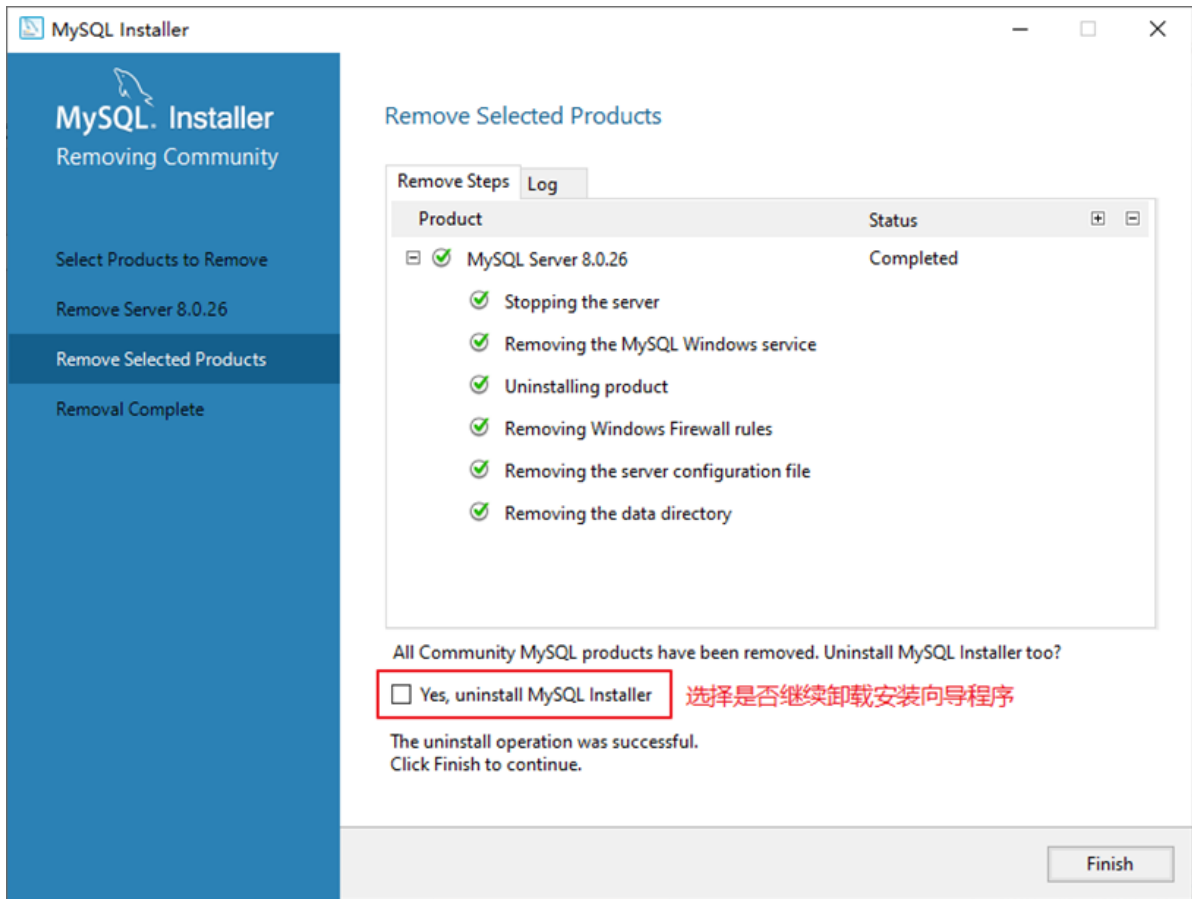 MySQL Installer
MySQL. Installer
Removing Community
Select Products to Remove
Remove Server 8.0.26
Remove Selected Products
Removal Complete
Remove Selected Products
Remove Steps Log
Product Status
MySQL Server 8.0.26 Completed
Stopping the server
Removing the MySQL Windows service
Uninstalling product
Removing Windows Firewall rules
Removing the server configuration file
Removing the data directory
All Community MySQL products have been removed. Uninstall MySQL Installer too?
Yes, uninstall MySQL Installer 选择是否继续卸载安装向导程序
The uninstall operation was successful.
Click Finish to continue.
Finish